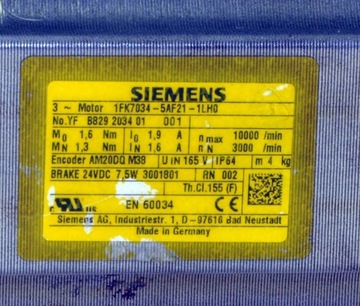 SIEMENS
3 ~ Motor 1FK7034-5AF21-1LH0
No.YF B829 2034 01 001
M0 1,6 Nm I0 1,9 A nmax 10000 /min
MN 1,3 Nm IN 1,6 A nN 3000 /min
Encoder AM20DQ M38 UIN 165 V IP64 m 4 kg
BRAKE 24VDC 7,5W 3601801 RN 002
Th.Cl.155 (F)
EN 60034 CE
Siemens AG, Industriestr. 1, D-97616 Bad Neustadt
Made in Germany